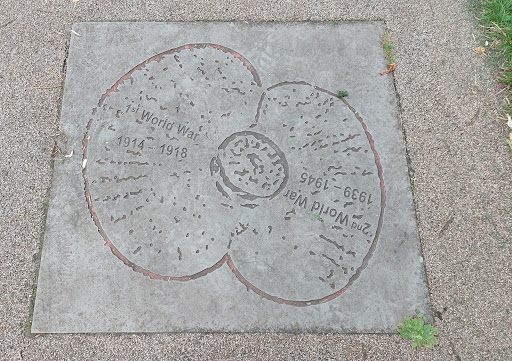 1st World War
1914 - 1918
2nd World War
1939 - 1945